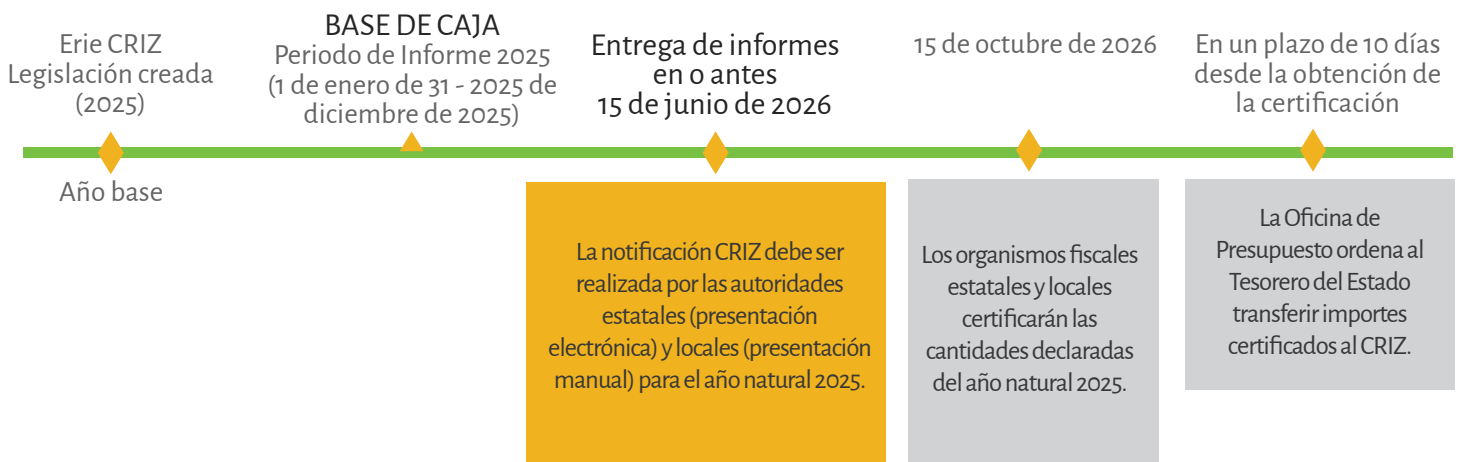 Erie CRIZ
Legislación creada
(2025)
Año base
BASE DE CAJA
Periodo de Informe 2025
(1 de enero de 31 - 2025 de
diciembre de 2025)
Entrega de informes
en o antes
15 de junio de 2026
La notificación CRIZ debe ser
realizada por las autoridades
estatales (presentación
electrónica) y locales (presentación
manual) para el año natural 2025.
15 de octubre de 2026
Los organismos fiscales
estatales y locales
certificarán las
cantidades declaradas
del año natural 2025.
En un plazo de 10 días
desde la obtención de
la certificación
La Oficina de
Presupuesto ordena al
Tesorero del Estado
transferir importes
certificados al CRIZ.